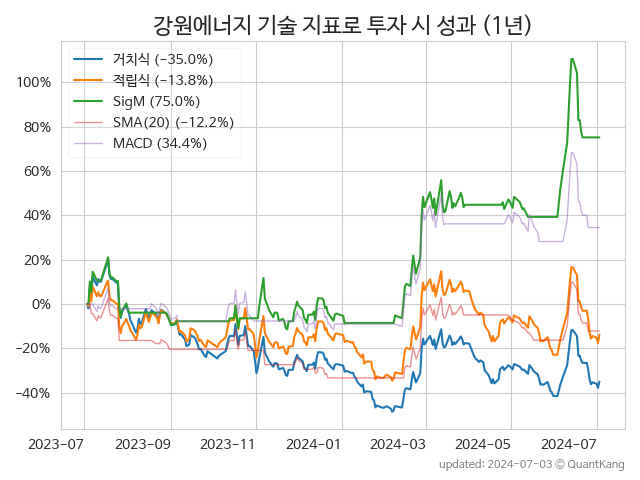 강원에너지 기술 지표로 투자 시 성과 (1년)
거치식 (−35.0%)
적립식 (−13.8%)
SigM (75.0%)
SMA(20) (−12.2%)
MACD (34.4%)
100%
80%
60%
40%
20%
0%
−20%
−40%
2023-07
2023-09
2023-11
2024-01
2024-03
2024-05
2024-07
updated: 2024-07-03 © QuantKang